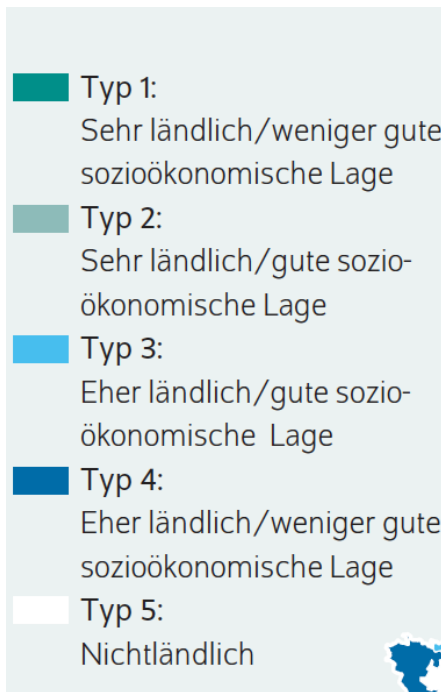 Typ 1:
Sehr ländlich/weniger gute
sozioökonomische Lage
Typ 2:
Sehr ländlich/gute sozio-
ökonomische Lage
Typ 3:
Eher ländlich/gute sozio-
ökonomische Lage
Typ 4:
Eher ländlich/weniger gute
sozioökonomische Lage
Typ 5:
Nichtländlich